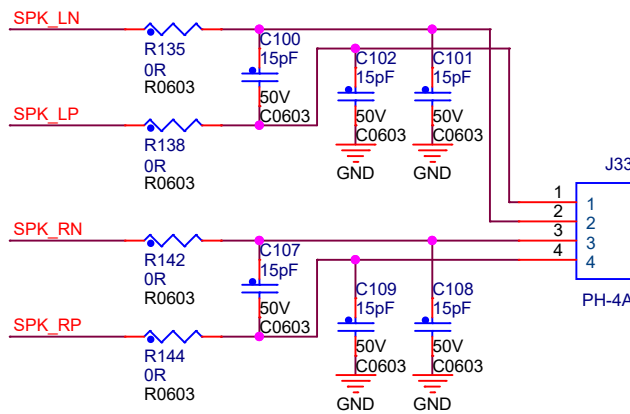 SPK_LN
R135
0R
R0603
C100
15pF
50V
C0603
C102
15pF
50V
C0603
GND
C101
15pF
50V
C0603
GND
SPK_LP
R138
0R
R0603
J33
1
1
2
2
3
3
4
4
PH-4A
SPK_RN
R142
0R
R0603
C107
15pF
50V
C0603
C109
15pF
50V
C0603
GND
C108
15pF
50V
C0603
GND
SPK_RP
R144
0R
R0603